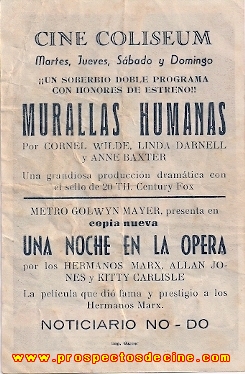 CINE COLISEUM
Martes, Jueves, Sábado y Domingo
¡¡UN SOBERBIO DOBLE PROGRAMA
CON HONORES DE ESTRENO!!
MURALLAS HUMANAS
Por CORNEL WILDE, LINDA DARNELL
y ANNE BAXTER
Una grandiosa producción dramática con
el sello de 20 TH. Century Fox
METRO GOLWYN MAYER, presenta en
copia nueva
UNA NOCHE EN LA OPERA
por los HERMANOS MARX, ALLAN JO-
NES y KITTY CARLISLE
La película que dió fama y prestigio a los
Hermanos Marx.
NOTICIARIO NO-DO
www.prospectosdecine.com